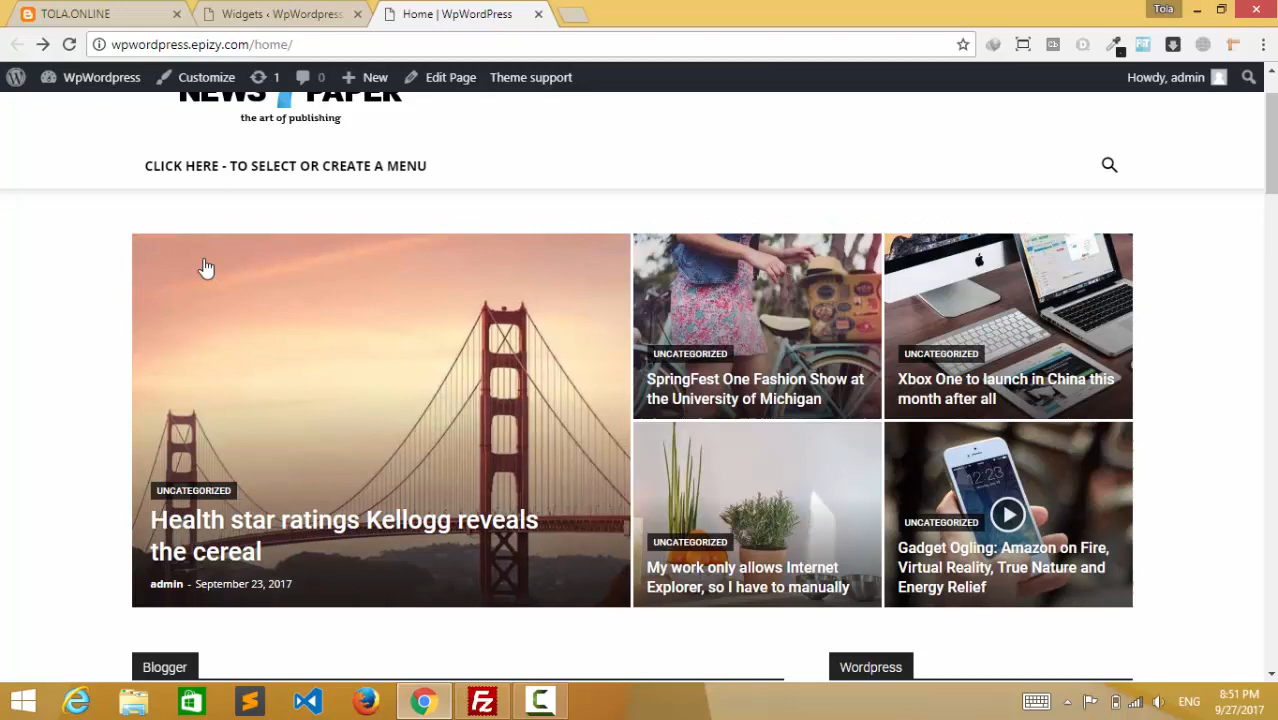 TOLA.ONLINE
Widgets ‹ WpWordpress
Home | WpWordPress
Tola
wpwordpress.epizy.com/home/
WpWordpress
Customize
1
0
New
Edit Page
Theme support
Howdy, admin
NEWS 7 PAPER
the art of publishing
CLICK HERE - TO SELECT OR CREATE A MENU
UNCATEGORIZED
Health star ratings Kellogg reveals
the cereal
admin - September 23, 2017
UNCATEGORIZED
SpringFest One Fashion Show at
the University of Michigan
UNCATEGORIZED
Xbox One to launch in China this
month after all
UNCATEGORIZED
My work only allows Internet
Explorer, so I have to manually
UNCATEGORIZED
Gadget Ogling: Amazon on Fire,
Virtual Reality, True Nature and
Energy Relief
Blogger
Wordpress
ENG
8:51 PM
9/27/2017